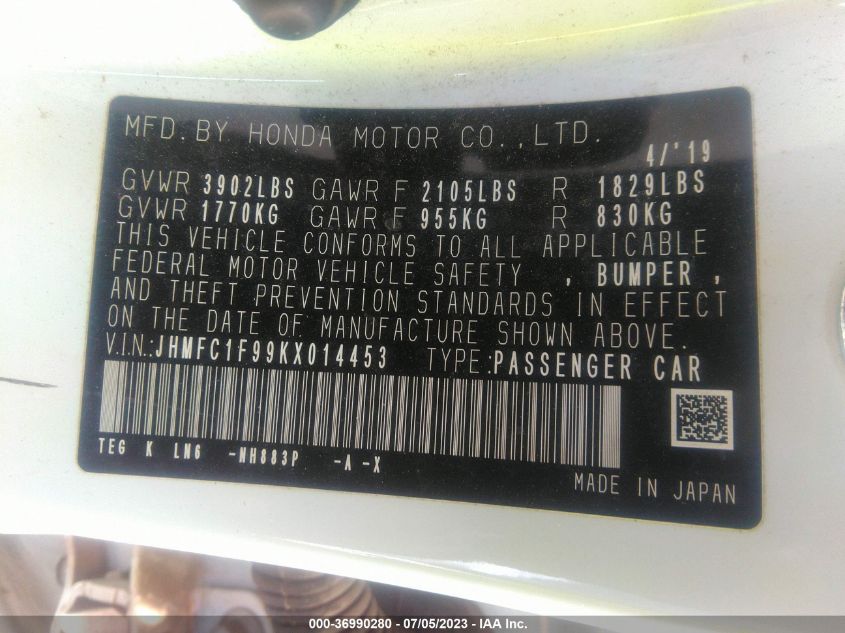 MFD. BY HONDA MOTOR CO., LTD.
4/'19
GVWR 3902LBS GAWR F 2105LBS R 1829LBS
GVWR 1770KG GAWR F 955KG R 830KG
THIS VEHICLE CONFORMS TO ALL APPLICABLE
FEDERAL MOTOR VEHICLE SAFETY , BUMPER ,
AND THEFT PREVENTION STANDARDS IN EFFECT
ON THE DATE OF MANUFACTURE SHOWN ABOVE.
V.I.N.:JHMFC1F99KX014453 TYPE:PASSENGER CAR
TEG K LN6 -NH883P -A -X
MADE IN JAPAN
000-36990280 - 07/05/2023 - IAA Inc.